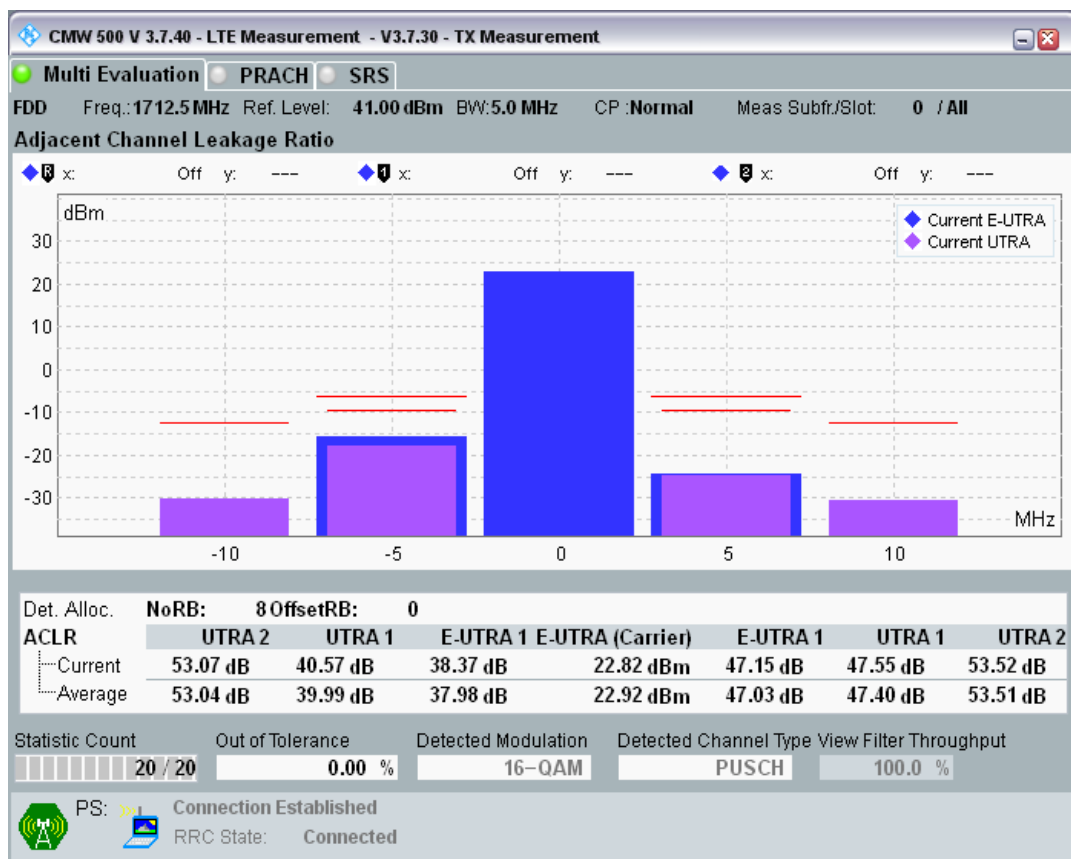 CMW 500 V 3.7.40 - LTE Measurement - V3.7.30 - TX Measurement
Multi Evaluation PRACH SRS
FDD Freq.:1712.5 MHz Ref. Level: 41.00 dBm BW:5.0 MHz CP :Normal Meas Subfr./Slot: 0 / All
Adjacent Channel Leakage Ratio
R x: Off y: --- 1 x: Off y: --- 2 x: Off y: ---
dBm
Current E-UTRA
Current UTRA
30
20
10
0
-10
-20
-30
MHz
-10 -5 0 5 10
Det. Alloc. NoRB: 8 OffsetRB: 0
ACLR UTRA 2 UTRA 1 E-UTRA 1 E-UTRA (Carrier) E-UTRA 1 UTRA 1 UTRA 2
Current 53.07 dB 40.57 dB 38.37 dB 22.82 dBm 47.15 dB 47.55 dB 53.52 dB
Average 53.04 dB 39.99 dB 37.98 dB 22.92 dBm 47.03 dB 47.40 dB 53.51 dB
Statistic Count Out of Tolerance Detected Modulation Detected Channel Type View Filter Throughput
20 / 20 0.00 % 16-QAM PUSCH 100.0 %
PS: Connection Established
RRC State: Connected